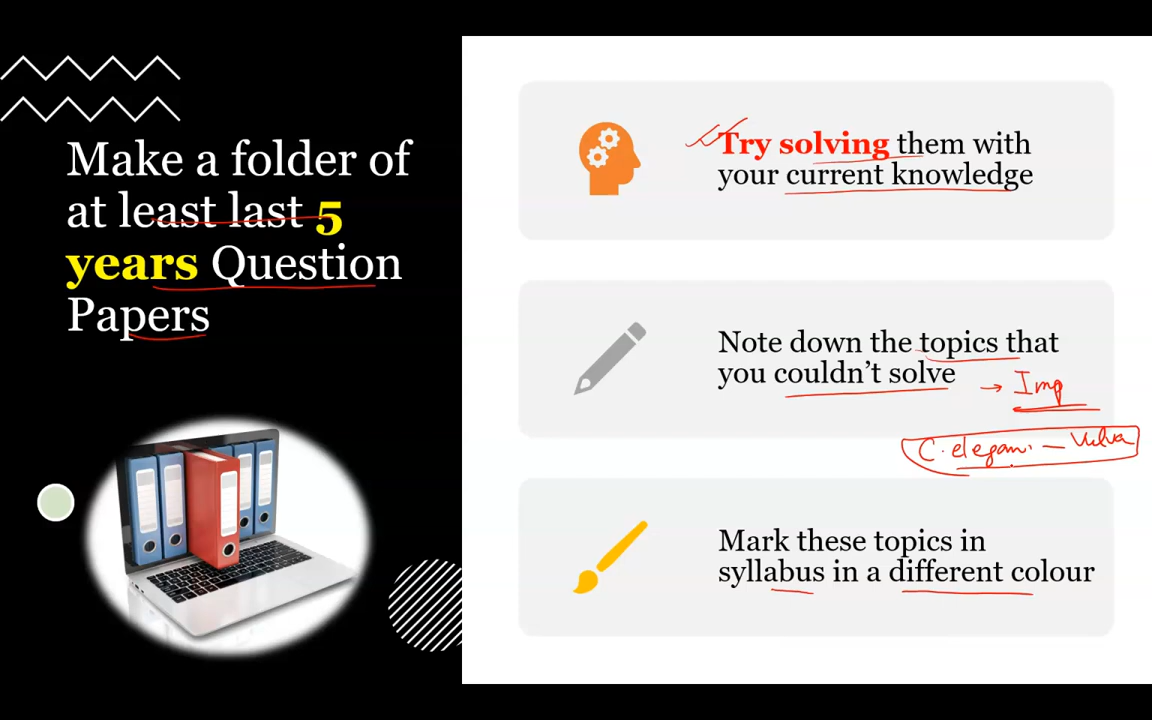 Make a folder of
at least last 5
years Question
Papers
Try solving them with
your current knowledge
Note down the topics that
you couldn’t solve
→ Imp
C. elegans – Vulva
Mark these topics in
syllabus in a different colour